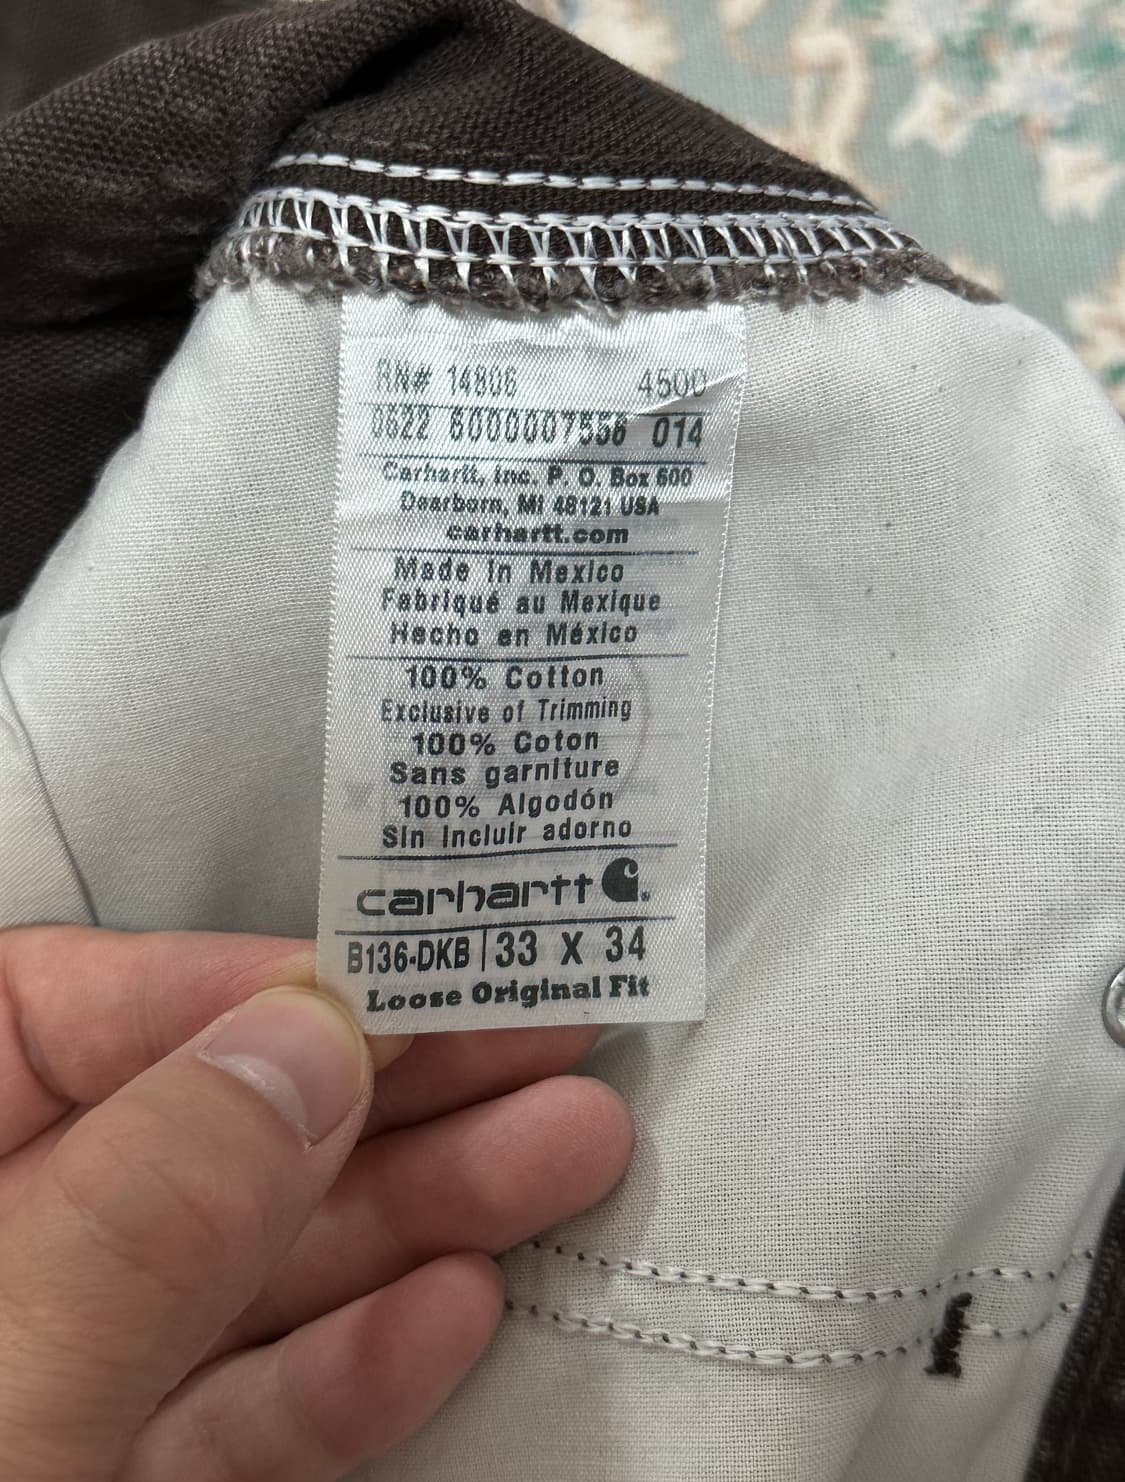 RN# 14806 4500
0622 6000007556 014
Carhartt, Inc. P. O. Box 600
Dearborn, MI 48121 USA
carhartt.com
Made in Mexico
Fabriqué au Mexique
Hecho en México
100% Cotton
Exclusive of Trimming
100% Coton
Sans garniture
100% Algodón
Sin incluir adorno
carhartt
B136-DKB | 33 X 34
Loose Original Fit